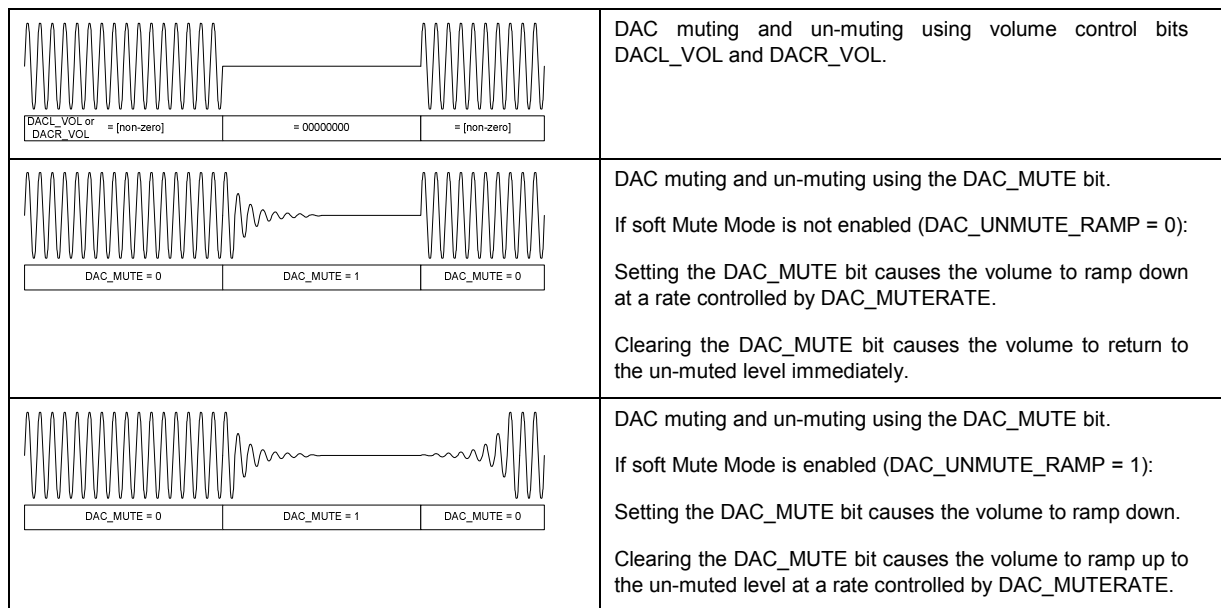 DACL_VOL or
DACR_VOL
= [non-zero]
= 00000000
= [non-zero]
DAC muting and un-muting using volume control bits
DACL_VOL and DACR_VOL.
DAC_MUTE = 0
DAC_MUTE = 1
DAC_MUTE = 0
DAC muting and un-muting using the DAC_MUTE bit.
If soft Mute Mode is not enabled (DAC_UNMUTE_RAMP = 0):
Setting the DAC_MUTE bit causes the volume to ramp down
at a rate controlled by DAC_MUTERATE.
Clearing the DAC_MUTE bit causes the volume to return to
the un-muted level immediately.
DAC_MUTE = 0
DAC_MUTE = 1
DAC_MUTE = 0
DAC muting and un-muting using the DAC_MUTE bit.
If soft Mute Mode is enabled (DAC_UNMUTE_RAMP = 1):
Setting the DAC_MUTE bit causes the volume to ramp down.
Clearing the DAC_MUTE bit causes the volume to ramp up to
the un-muted level at a rate controlled by DAC_MUTERATE.